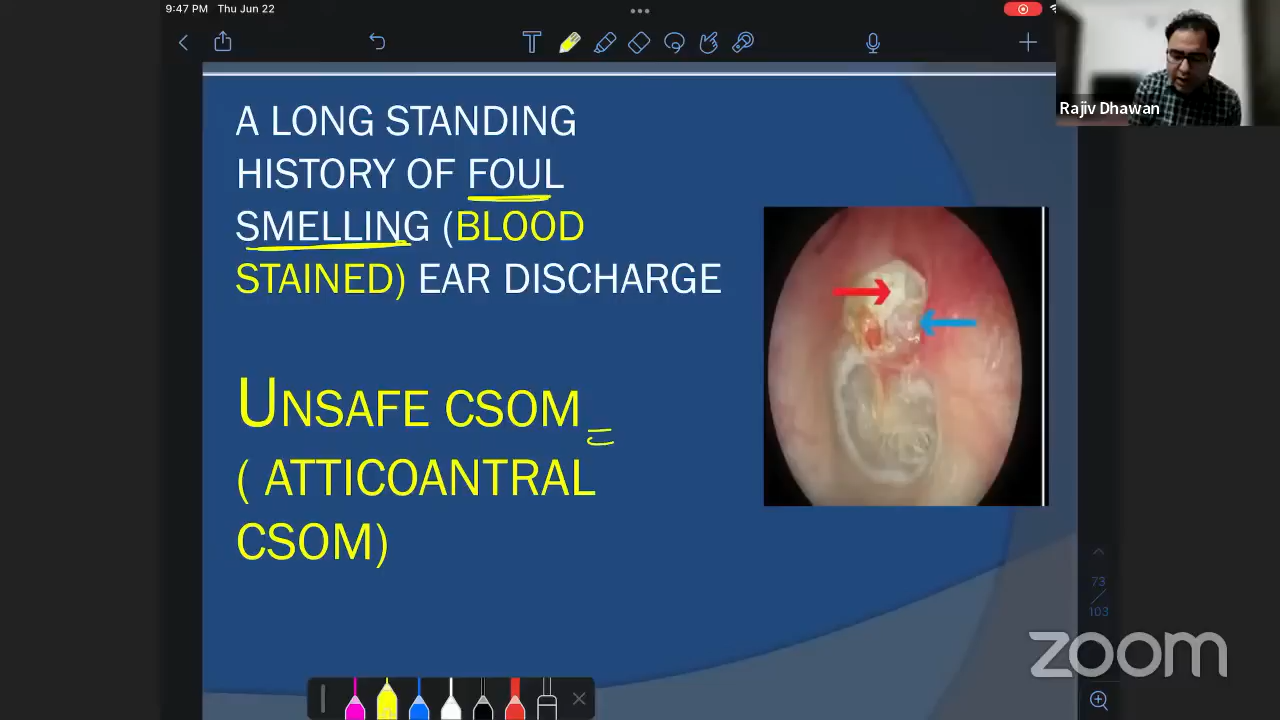 9:47 PM Thu Jun 22
Rajiv Dhawan
A LONG STANDING
HISTORY OF FOUL
SMELLING (BLOOD
STAINED) EAR DISCHARGE
UNSAFE CSOM
( ATTICOANTRAL
CSOM)
73
103
zoom